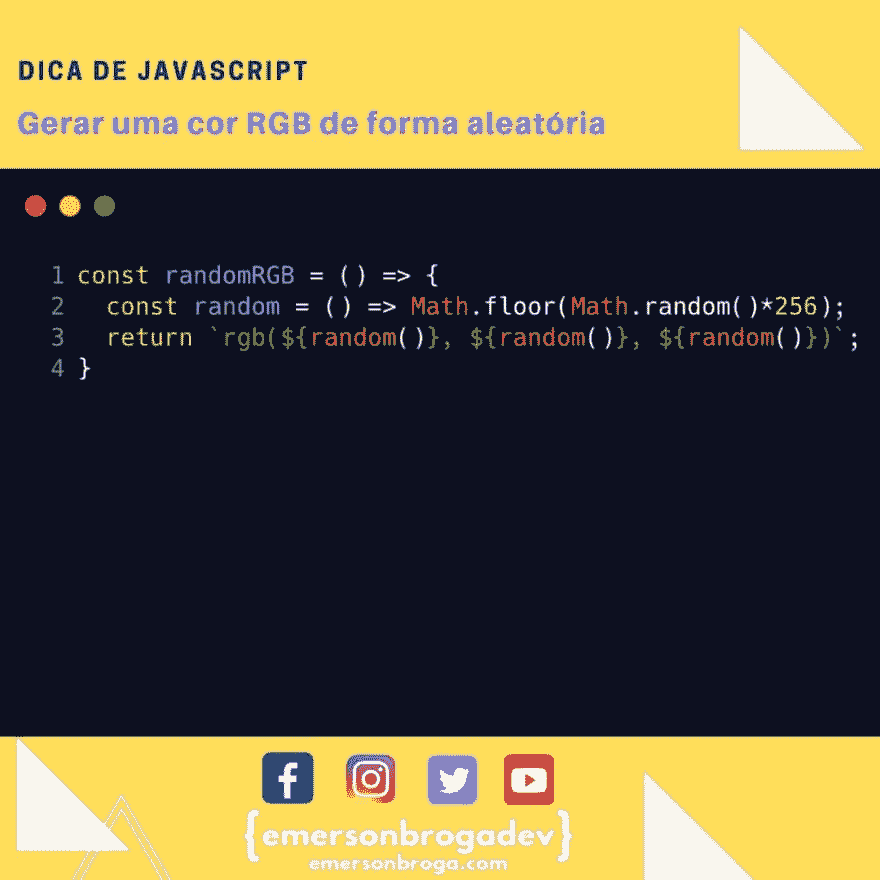 DICA DE JAVASCRIPT
Gerar uma cor RGB de forma aleatória
1 const randomRGB = () => {
2   const random = () => Math.floor(Math.random()*256);
3   return `rgb(${random()}, ${random()}, ${random()})`;
4 }
{emersonbrogadev}
emersonbroga.com